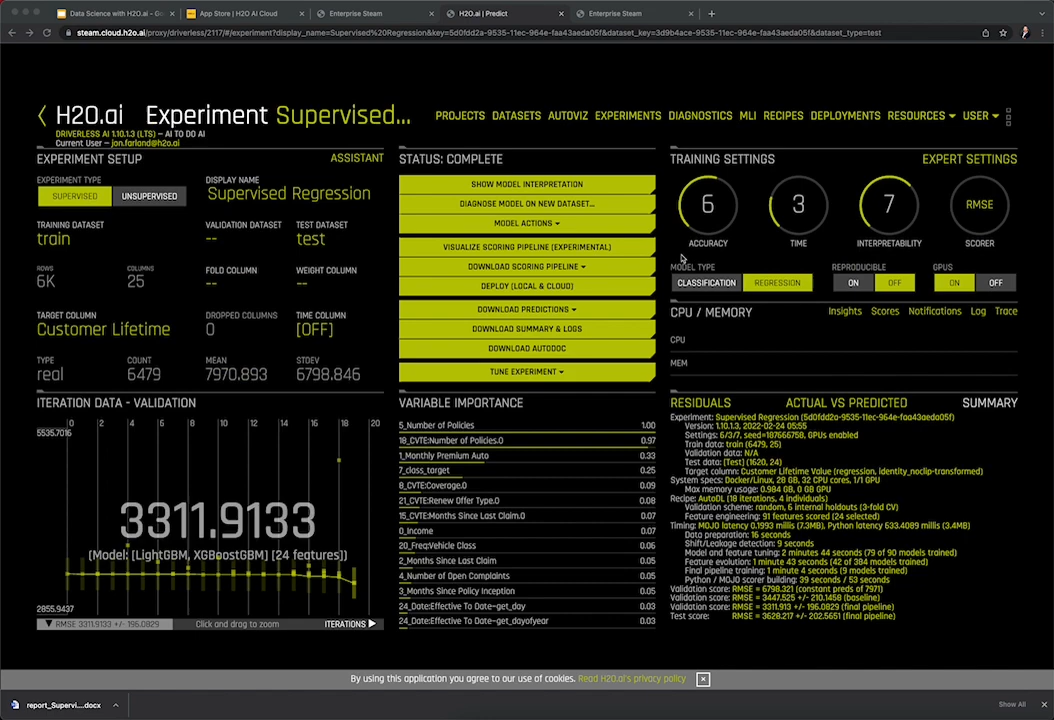 Data Science with H2O.ai - Go
App Store | H2O AI Cloud
Enterprise Steam
H2O.ai | Predict
Enterprise Steam
steam.cloud.h2o.ai/proxy/driverless/2117/#/experiment?display_name=Supervised%20Regression&key=5d0fdd2a-9535-11ec-964e-faa43aeda05f&dataset_key=3d9b4ace-9535-11ec-964e-faa43aeda05f&dataset_type=test
H2O.ai Experiment Supervised...
DRIVERLESS AI 1.10.1.3 (LTS) – AI TO DO AI
Current User – jon.farland@h2o.ai
PROJECTS DATASETS AUTOVIZ EXPERIMENTS DIAGNOSTICS MLI RECIPES DEPLOYMENTS RESOURCES USER
EXPERIMENT SETUP
ASSISTANT
EXPERIMENT TYPE
SUPERVISED UNSUPERVISED
DISPLAY NAME
Supervised Regression
TRAINING DATASET
train
VALIDATION DATASET
--
TEST DATASET
test
ROWS
6K
COLUMNS
25
FOLD COLUMN
--
WEIGHT COLUMN
--
TARGET COLUMN
Customer Lifetime
DROPPED COLUMNS
0
TIME COLUMN
[OFF]
TYPE
real
COUNT
6479
MEAN
7970.893
STDEV
6798.846
STATUS: COMPLETE
SHOW MODEL INTERPRETATION
DIAGNOSE MODEL ON NEW DATASET...
MODEL ACTIONS
VISUALIZE SCORING PIPELINE (EXPERIMENTAL)
DOWNLOAD SCORING PIPELINE
DEPLOY (LOCAL & CLOUD)
DOWNLOAD PREDICTIONS
DOWNLOAD SUMMARY & LOGS
DOWNLOAD AUTODOC
TUNE EXPERIMENT
TRAINING SETTINGS
EXPERT SETTINGS
6
ACCURACY
3
TIME
7
INTERPRETABILITY
RMSE
SCORER
MODEL TYPE
CLASSIFICATION REGRESSION
REPRODUCIBLE
ON OFF
GPUS
ON OFF
CPU / MEMORY
Insights Scores Notifications Log Trace
CPU
MEM
ITERATION DATA - VALIDATION
0 2 4 6 8 10 12 14 16 18 20
5535.7016
3311.9133
[Model: [LightGBM, XGBoostGBM] [24 features]]
2855.9437
RMSE 3311.9133 +/- 196.0829
Click and drag to zoom
ITERATIONS
VARIABLE IMPORTANCE
5_Number of Policies 1.00
18_CVTE:Number of Policies.0 0.97
1_Monthly Premium Auto 0.33
7_class_target 0.25
8_CVTE:Coverage.0 0.09
21_CVTE:Renew Offer Type.0 0.08
15_CVTE:Months Since Last Claim.0 0.07
0_Income 0.07
20_Freq:Vehicle Class 0.06
2_Months Since Last Claim 0.05
4_Number of Open Complaints 0.05
3_Months Since Policy Inception 0.05
24_Date:Effective To Date~get_day 0.03
24_Date:Effective To Date~get_dayofyear 0.03
RESIDUALS
ACTUAL VS PREDICTED
SUMMARY
Experiment: Supervised Regression (5d0fdd2a-9535-11ec-964e-faa43aeda05f)
Version: 1.10.1.3, 2022-02-24 05:55
Settings: 6/3/7, seed=187666758, GPUs enabled
Train data: train (6479, 25)
Validation data: N/A
Test data: [Test] (1620, 24)
Target column: Customer Lifetime Value (regression, identity_noclip-transformed)
System specs: Docker/Linux, 28 GB, 32 CPU cores, 1/1 GPU
Max memory usage: 0.984 GB, 0 GB GPU
Recipe: AutoDL (18 iterations, 4 individuals)
Validation scheme: random, 6 internal holdouts (3-fold CV)
Feature engineering: 91 features scored (24 selected)
Timing: MOJO latency 0.1993 millis (7.3MB), Python latency 633.4089 millis (3.4MB)
Data preparation: 16 seconds
Shift/Leakage detection: 9 seconds
Model and feature tuning: 2 minutes 44 seconds (79 of 90 models trained)
Feature evolution: 1 minute 43 seconds (42 of 384 models trained)
Final pipeline training: 1 minute 4 seconds (9 models trained)
Python / MOJO scorer building: 39 seconds / 53 seconds
Validation score: RMSE = 6798.321 (constant preds of 7971)
Validation score: RMSE = 3447.525 +/- 210.1458 (baseline)
Validation score: RMSE = 3311.913 +/- 196.0829 (final pipeline)
Test score: RMSE = 3628.217 +/- 202.5651 (final pipeline)
By using this application you agree to our use of cookies. Read H2O.ai's privacy policy
report_Supervi....docx
Show All